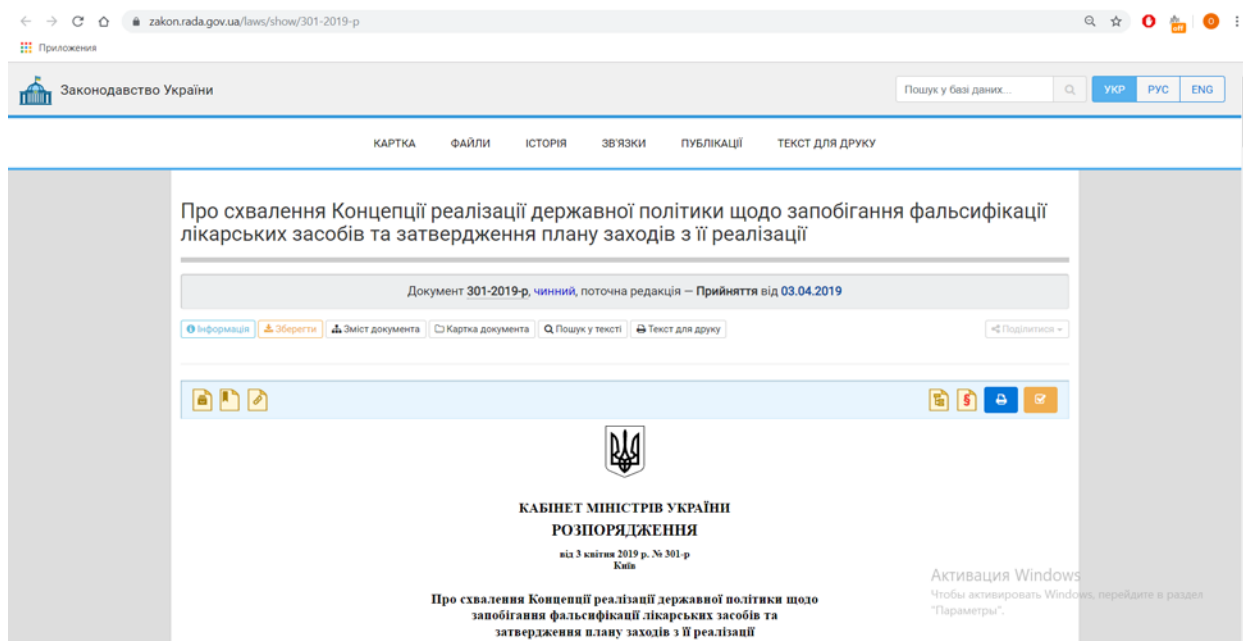 zakon.rada.gov.ua/laws/show/301-2019-р
off
О
Приложения
Законодавство України
Пошук у базі даних...
УКР РУС ENG
КАРТКА ФАЙЛИ ІСТОРІЯ ЗВ'ЯЗКИ ПУБЛІКАЦІЇ ТЕКСТ ДЛЯ ДРУКУ
Про схвалення Концепції реалізації державної політики щодо запобігання фальсифікації
лікарських засобів та затвердження плану заходів з її реалізації
Документ 301-2019-р, чинний, поточна редакція — Прийняття від 03.04.2019
Інформація Зберегти Зміст документа Картка документа Пошук у тексті Текст для друку Поділитися
КАБІНЕТ МІНІСТРІВ УКРАЇНИ
РОЗПОРЯДЖЕННЯ
від 3 квітня 2019 р. № 301-р
Київ
Про схвалення Концепції реалізації державної політики щодо
запобігання фальсифікації лікарських засобів та
затвердження плану заходів з її реалізації
Активация Windows
Чтобы активировать Windows, перейдите в раздел
"Параметры".